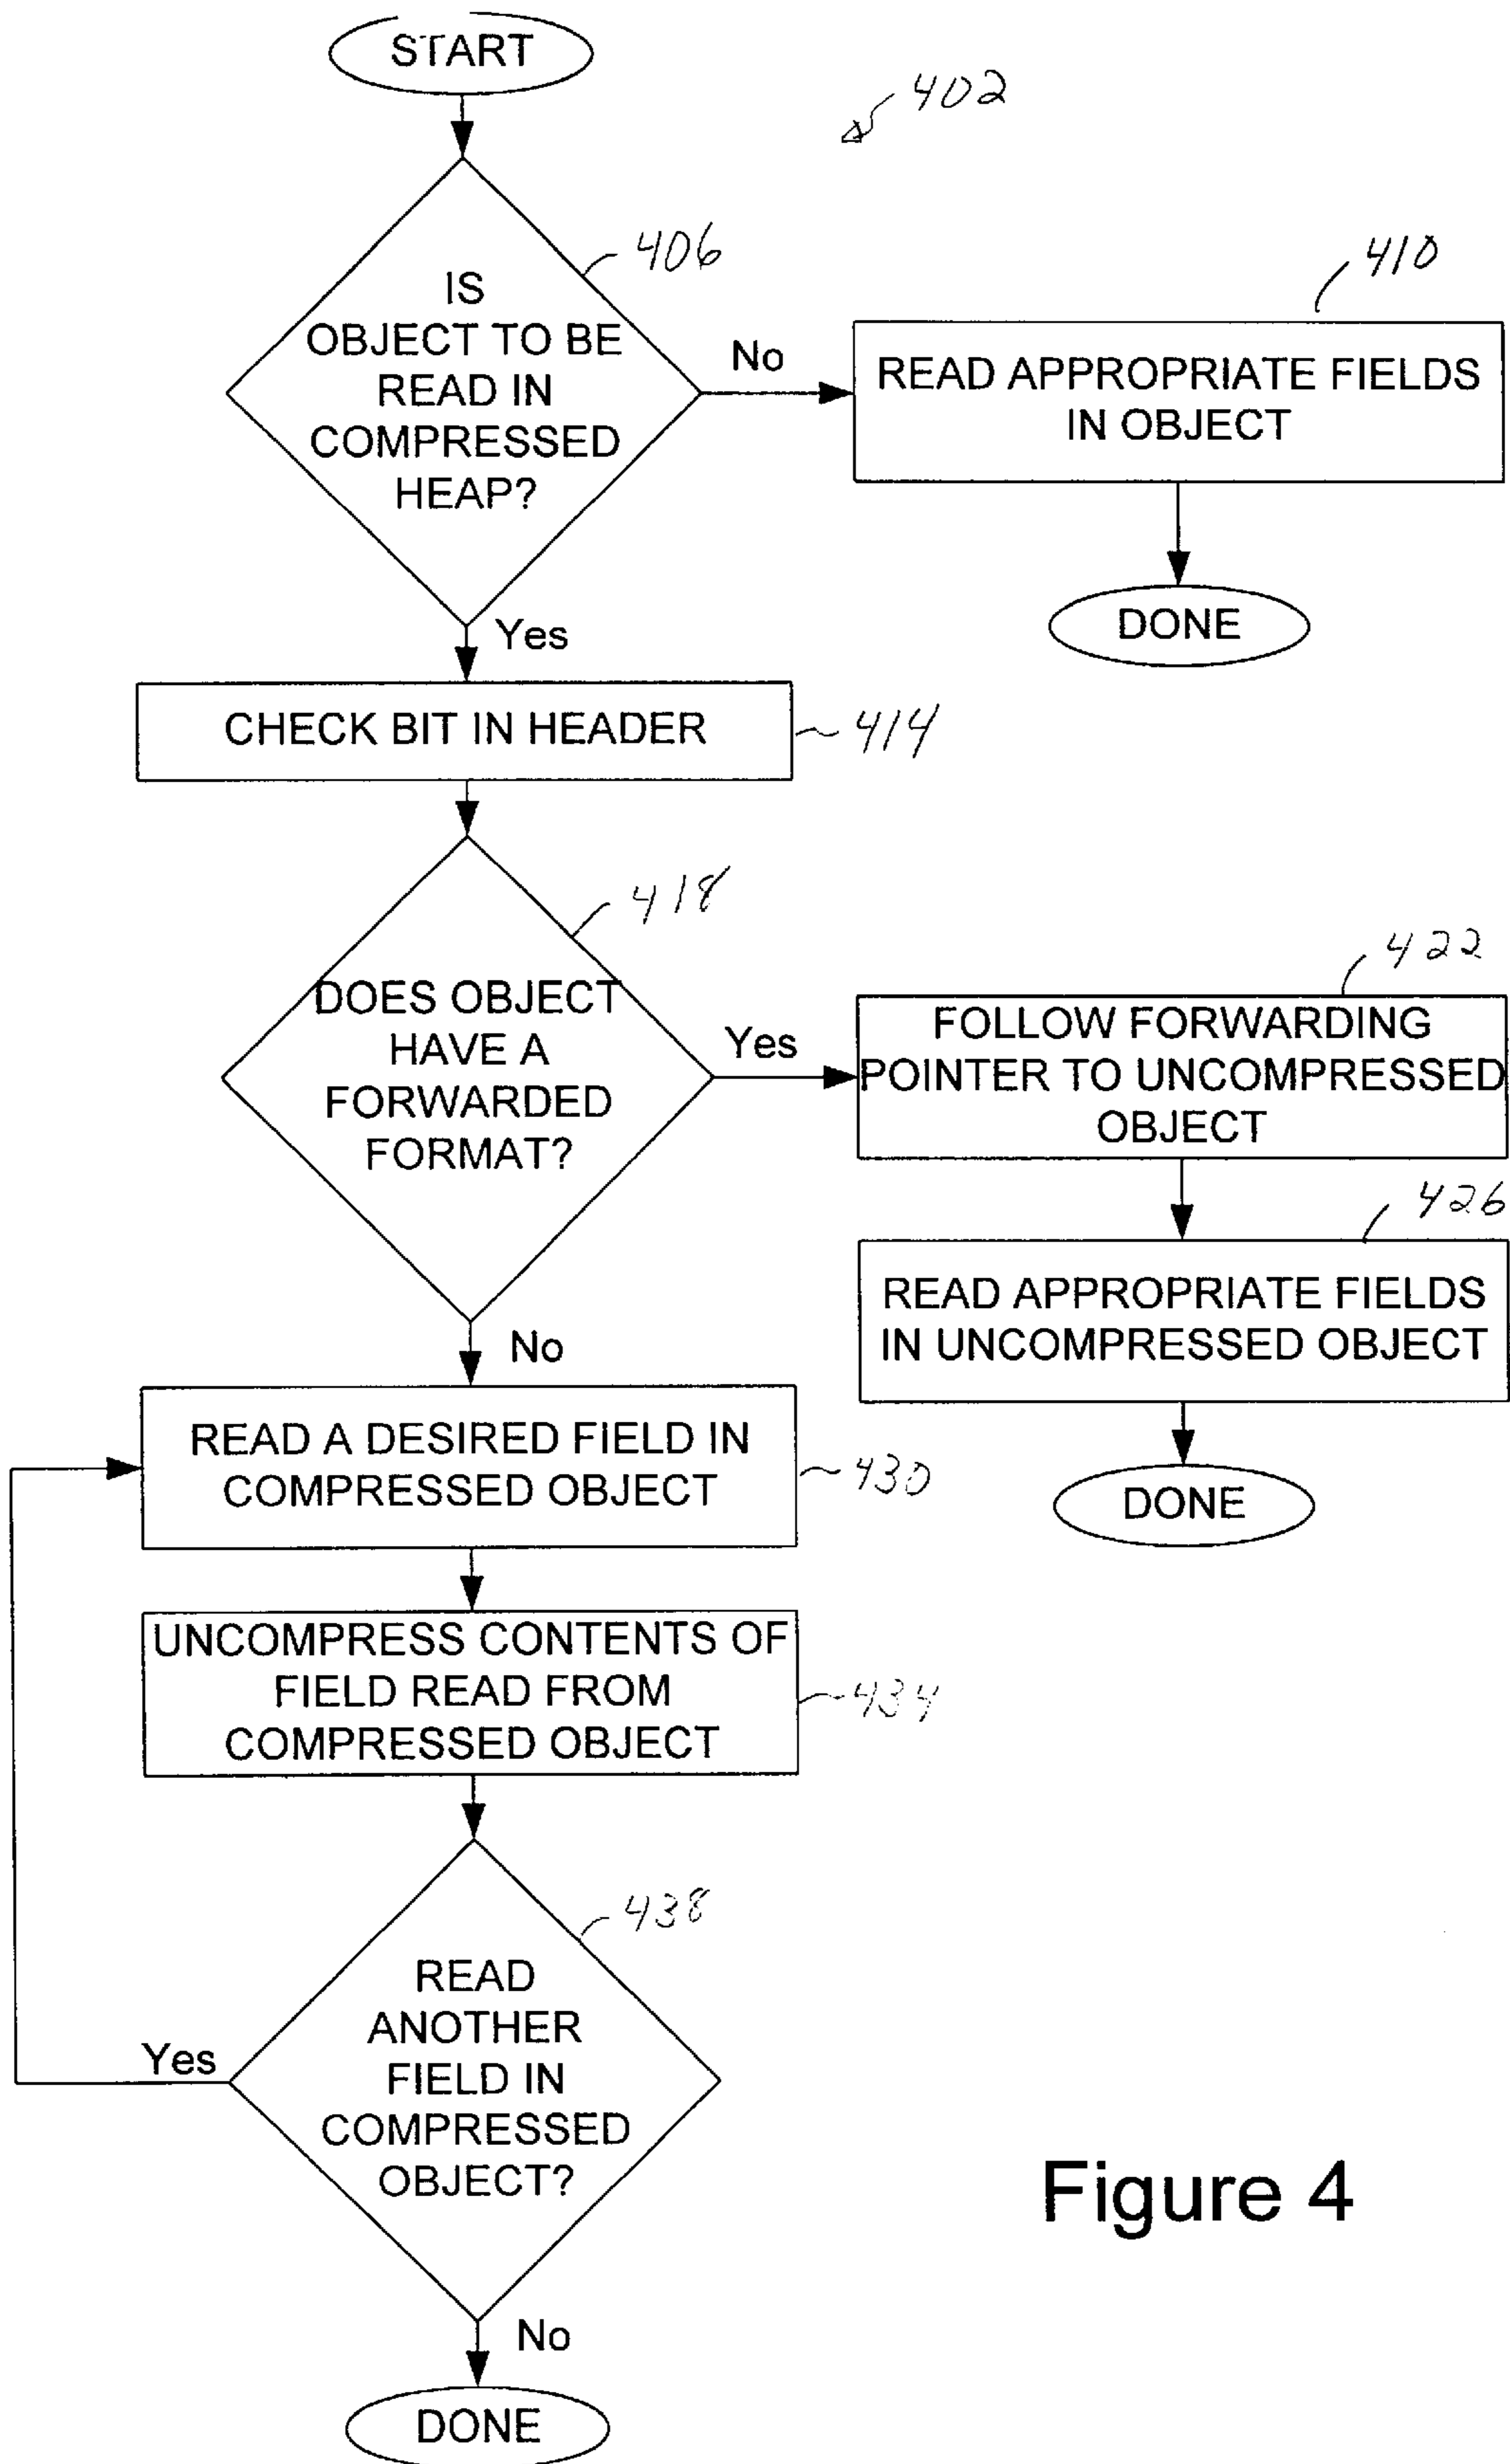 START
402
406
IS
OBJECT TO BE
READ IN
COMPRESSED
HEAP?
No
410
READ APPROPRIATE FIELDS
IN OBJECT
DONE
Yes
CHECK BIT IN HEADER
414
418
DOES OBJECT
HAVE A
FORWARDED
FORMAT?
Yes
422
FOLLOW FORWARDING
POINTER TO UNCOMPRESSED
OBJECT
426
READ APPROPRIATE FIELDS
IN UNCOMPRESSED OBJECT
DONE
No
READ A DESIRED FIELD IN
COMPRESSED OBJECT
430
UNCOMPRESS CONTENTS OF
FIELD READ FROM
COMPRESSED OBJECT
434
438
READ
ANOTHER
FIELD IN
COMPRESSED
OBJECT?
Yes
No
DONE
Figure 4